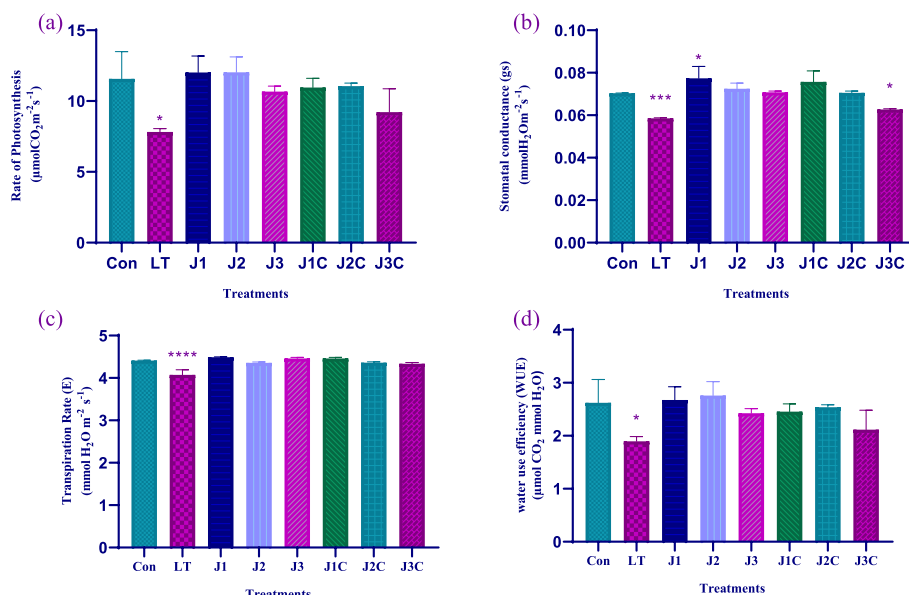 (a)
Rate of Photosynthesis
(µmolCO₂m⁻²s⁻¹)
15
10
5
0
*
Con LT J1 J2 J3 J1C J2C J3C
Treatments
(b)
Stomatal conductance (gs)
(mmolH₂Om⁻²s⁻¹)
0.10
0.08
0.06
0.04
0.02
0.00
***
*
*
Con LT J1 J2 J3 J1C J2C J3C
Treatments
(c)
Transpiration Rate (E)
(mmol H₂O m⁻² s⁻¹)
5
4
3
2
1
0
****
Con LT J1 J2 J3 J1C J2C J3C
Treatments
(d)
water use efficiency (WUE)
(µmol CO₂ mmol H₂O)
4
3
2
1
0
*
Con LT J1 J2 J3 J1C J2C J3C
Treatments